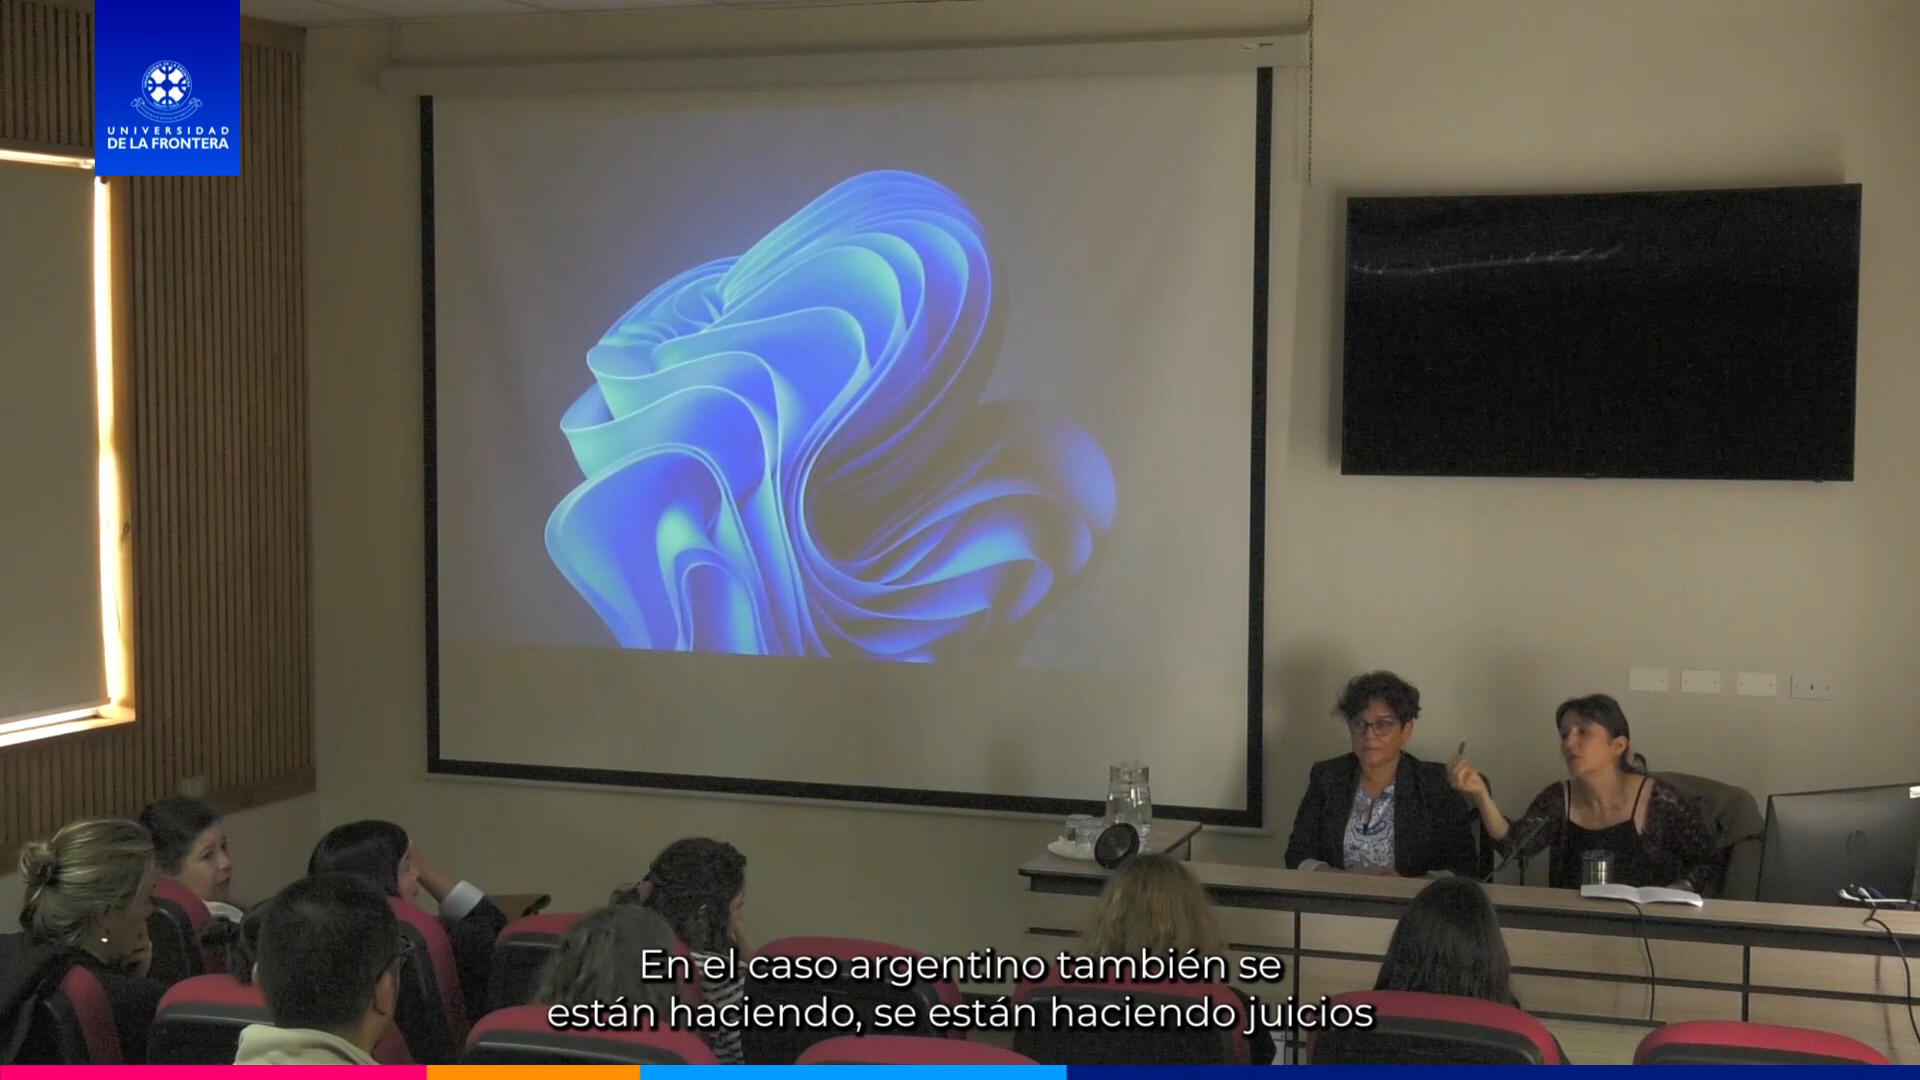 UNIVERSIDAD
DE LA FRONTERA
En el caso argentino también se
están haciendo, se están haciendo juicios